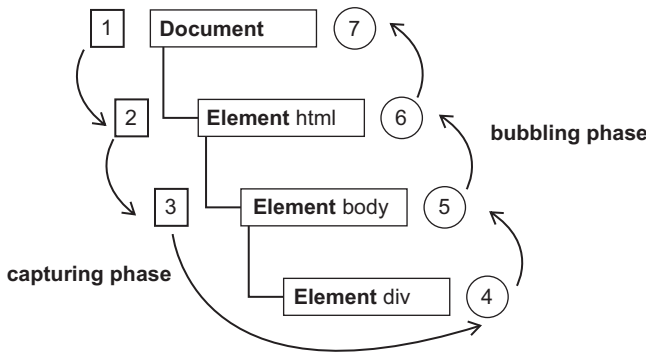 1 Document 7
2 Element html 6
bubbling phase
3 Element body 5
capturing phase
Element div 4